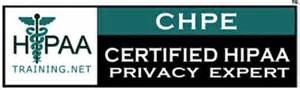 HIPAA
TRAINING.NET
CHPE
CERTIFIED HIPAA
PRIVACY EXPERT